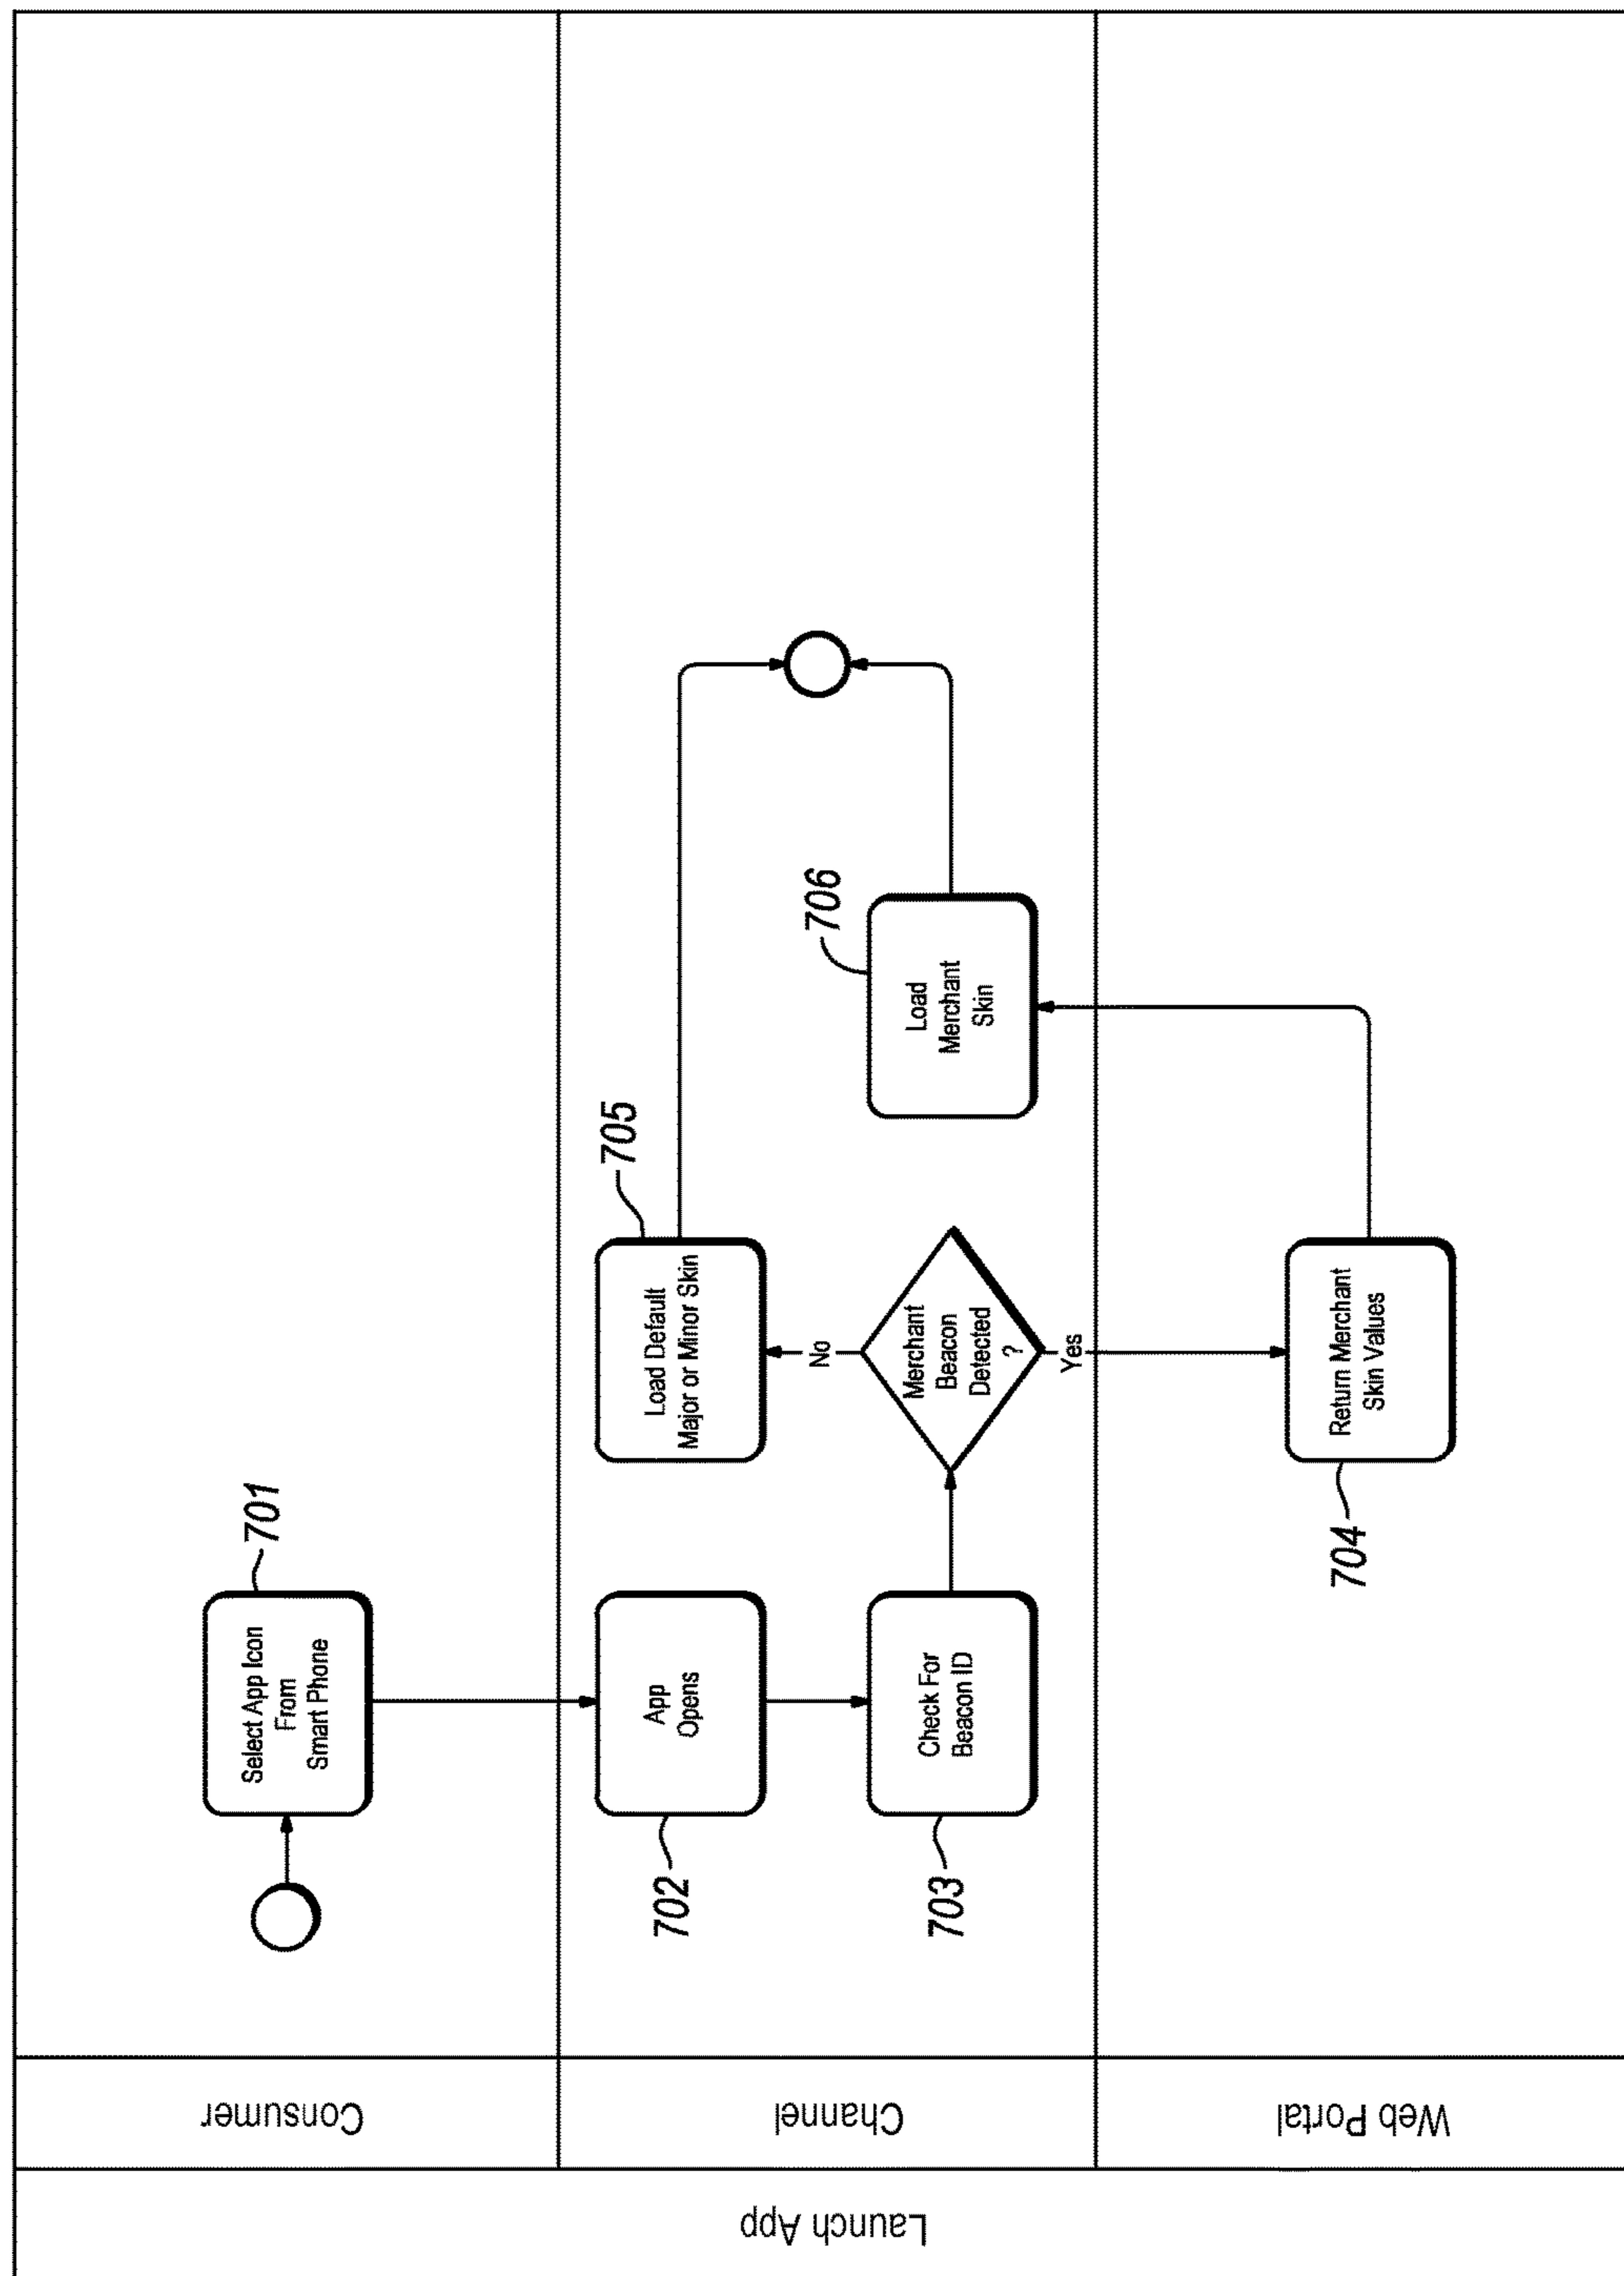 Launch App
Consumer
Channel
Web Portal
701
Select App Icon
From
Smart Phone
702
App
Opens
703
Check For
Beacon ID
Merchant
Beacon
Detected
?
No
Yes
705
Load Default
Major or Minor Skin
704
Return Merchant
Skin Values
706
Load
Merchant
Skin